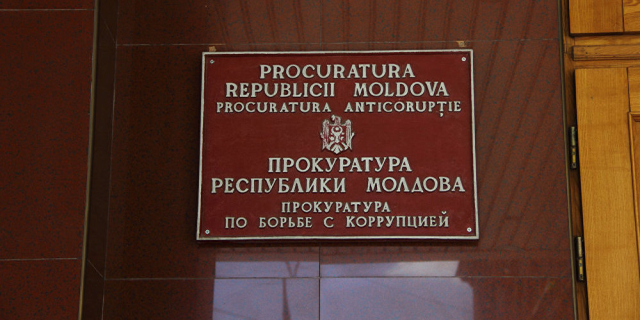 PROCURATURA
REPUBLICII MOLDOVA
PROCURATURA ANTICORUPȚIE
ПРОКУРАТУРА
РЕСПУБЛИКИ МОЛДОВА
ПРОКУРАТУРА
ПО БОРЬБЕ С КОРРУПЦИЕЙ